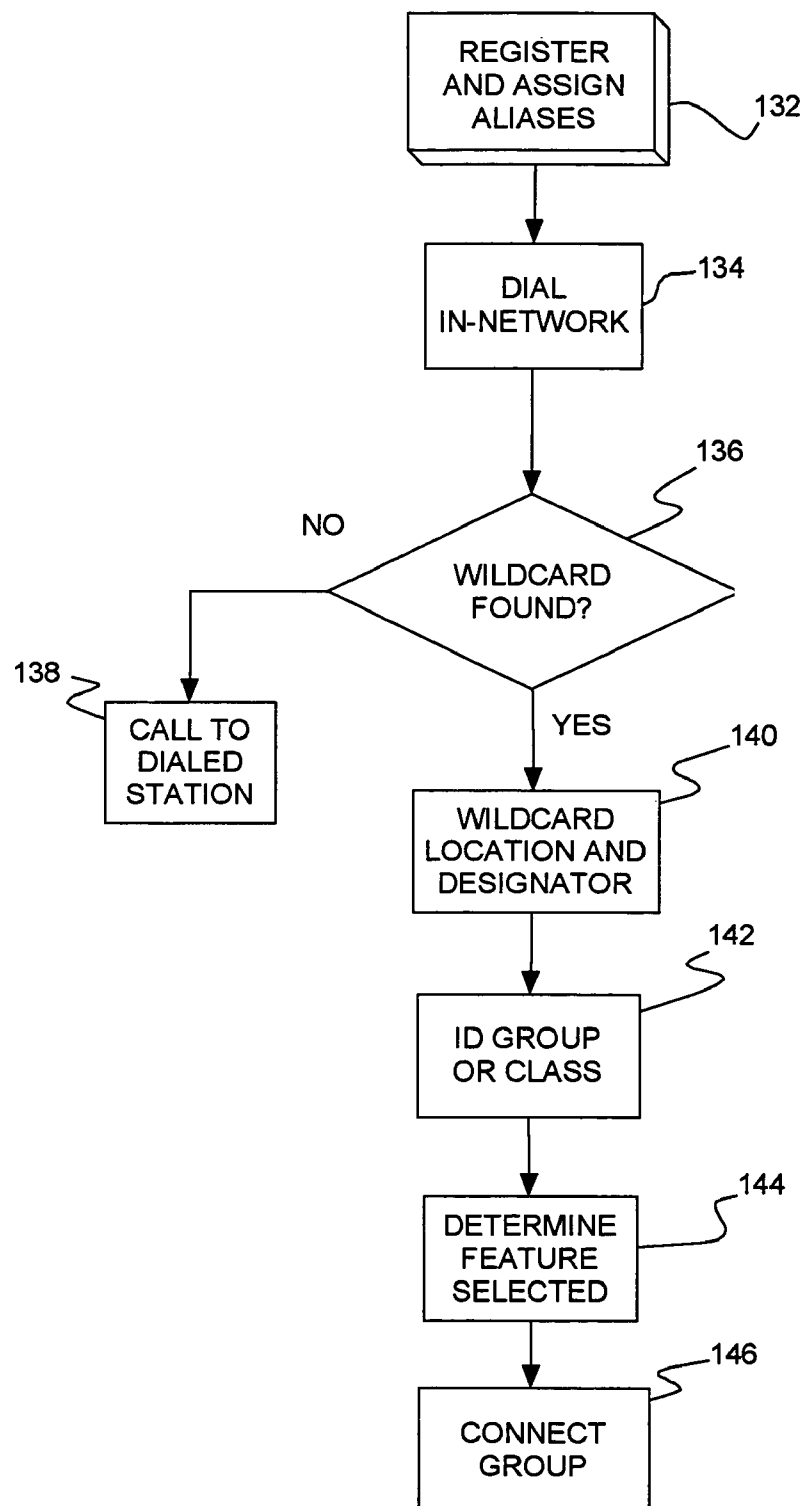 REGISTER
AND ASSIGN
ALIASES
132
DIAL
IN-NETWORK
134
136
NO
WILDCARD
FOUND?
138
CALL TO
DIALED
STATION
YES
140
WILDCARD
LOCATION AND
DESIGNATOR
142
ID GROUP
OR CLASS
144
DETERMINE
FEATURE
SELECTED
146
CONNECT
GROUP